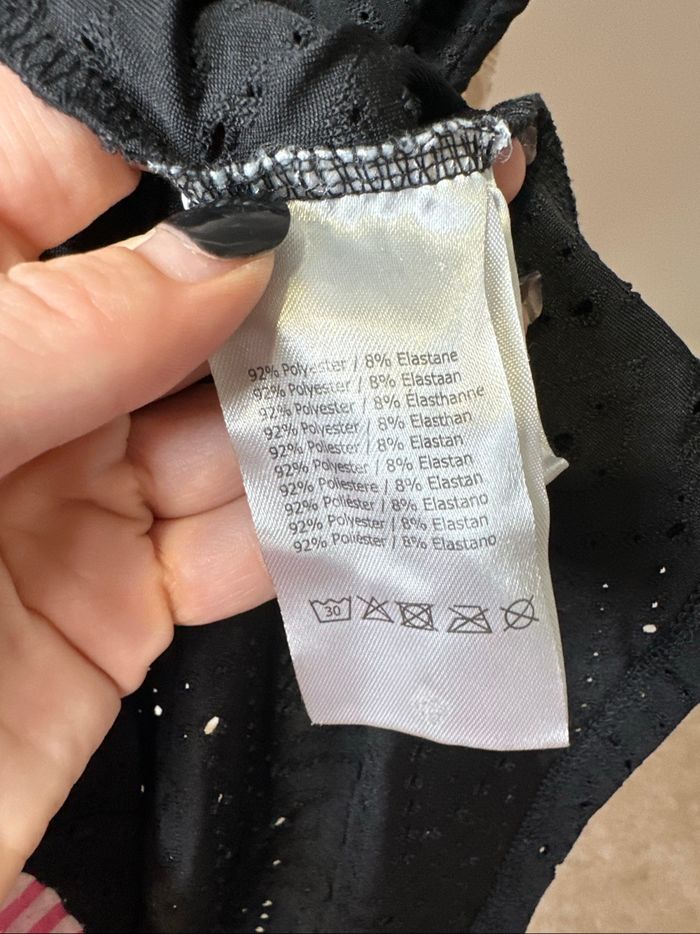 92% Polyester / 8% Elastane
92% Polyester / 8% Elastaan
92% Polyester / 8% Élasthanne
92% Polyester / 8% Elasthan
92% Poliester / 8% Elastan
92% Polyester / 8% Elastan
92% Poliestere / 8% Elastan
92% Poliéster / 8% Elastano
92% Polyester / 8% Elastan
92% Poliéster / 8% Elastano
30